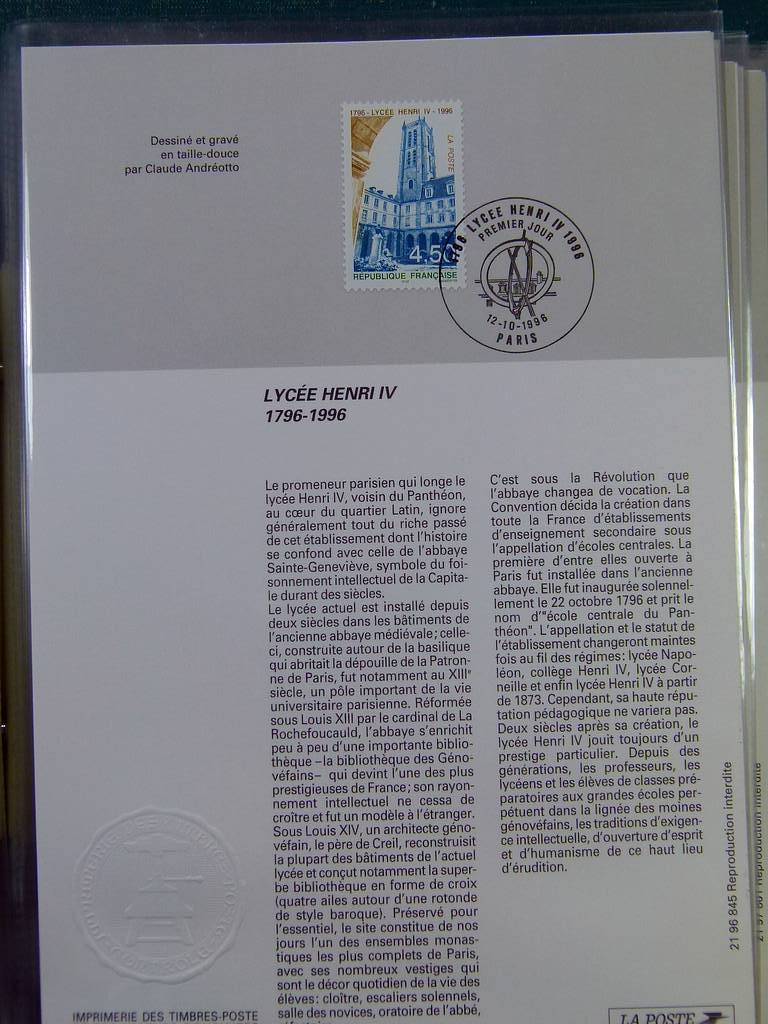 Dessiné et gravé
en taille-douce
par Claude Andréotto
1796 - LYCÉE HENRI IV - 1996
LA POSTE
4,50
RÉPUBLIQUE FRANÇAISE
1796 LYCEE HENRI IV 1996
PREMIER JOUR
12-10-1996
PARIS
LYCÉE HENRI IV
1796-1996
Le promeneur parisien qui longe le
lycée Henri IV, voisin du Panthéon,
au cœur du quartier Latin, ignore
généralement tout du riche passé
de cet établissement dont l'histoire
se confond avec celle de l'abbaye
Sainte-Geneviève, symbole du foi-
sonnement intellectuel de la Capita-
le durant des siècles.
Le lycée actuel est installé depuis
deux siècles dans les bâtiments de
l'ancienne abbaye médiévale; celle-
ci, construite autour de la basilique
qui abritait la dépouille de la Patron-
ne de Paris, fut notamment au XIIIe
siècle, un pôle important de la vie
universitaire parisienne. Réformée
sous Louis XIII par le cardinal de La
Rochefoucauld, l'abbaye s'enrichit
peu à peu d'une importante biblio-
thèque –la bibliothèque des Géno-
véfains– qui devint l'une des plus
prestigieuses de France; son rayon-
nement intellectuel ne cessa de
croître et fut un modèle à l'étranger.
Sous Louis XIV, un architecte géno-
véfain, le père de Creil, reconstruisit
la plupart des bâtiments de l'actuel
lycée et conçut notamment la super-
be bibliothèque en forme de croix
(quatre ailes autour d'une rotonde
de style baroque). Préservé pour
l'essentiel, le site constitue de nos
jours l'un des ensembles monas-
tiques les plus complets de Paris,
avec ses nombreux vestiges qui
sont le décor quotidien de la vie des
élèves: cloître, escaliers solennels,
salle des novices, oratoire de l'abbé,
C'est sous la Révolution que
l'abbaye changea de vocation. La
Convention décida la création dans
toute la France d'établissements
d'enseignement secondaire sous
l'appellation d'écoles centrales. La
première d'entre elles ouverte à
Paris fut installée dans l'ancienne
abbaye. Elle fut inaugurée solennel-
lement le 22 octobre 1796 et prit le
nom d'"école centrale du Pan-
théon". L'appellation et le statut de
l'établissement changeront maintes
fois au fil des régimes: lycée Napo-
léon, collège Henri IV, lycée Cor-
neille et enfin lycée Henri IV à partir
de 1873. Cependant, sa haute répu-
tation pédagogique ne variera pas.
Deux siècles après sa création, le
lycée Henri IV jouit toujours d'un
prestige particulier. Depuis des
générations, les professeurs, les
lycéens et les élèves de classes pré-
paratoires aux grandes écoles per-
pétuent dans la lignée des moines
génovéfains, les traditions d'exigen-
ce intellectuelle, d'ouverture d'esprit
et d'humanisme de ce haut lieu
d'érudition.
21 96 845 Reproduction interdite
IMPRIMERIE DES TIMBRES-POSTE
LA POSTE